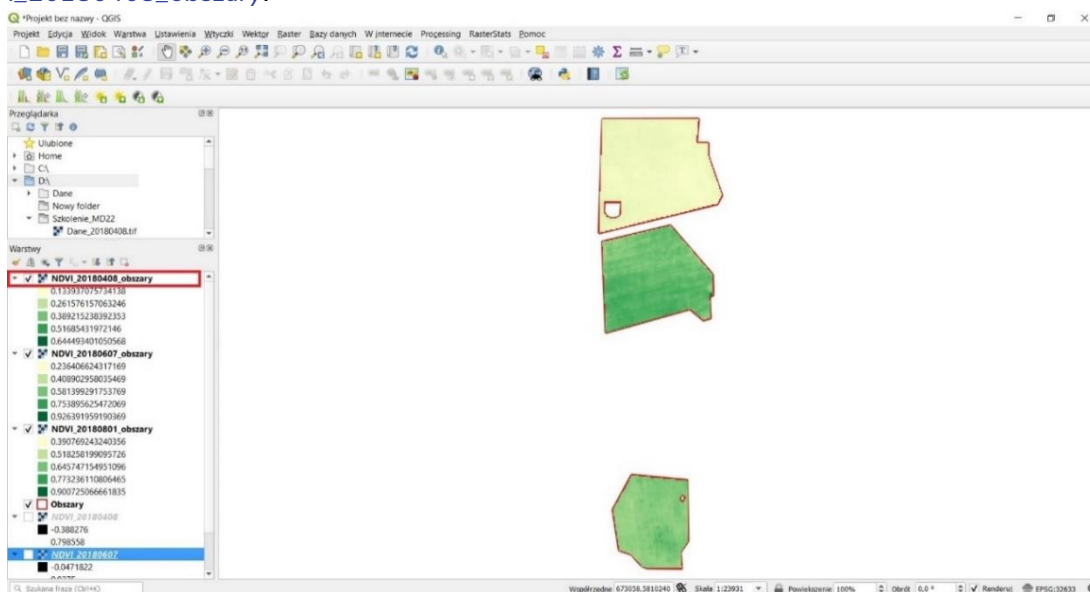 *Projekt bez nazwy - QGIS
Projekt Edycja Widok Warstwa Ustawienia Wtyczki Wektor Raster Bazy danych W internecie Processing RasterStats Pomoc
Przeglądarka
Ulubione
Home
C:\
D:\
Dane
Nowy folder
Szkolenie_MD22
Dane_20180408.tif
Warstwy
NDVI_20180408_obszary
0.133937075734138
0.261576157063246
0.389215238392353
0.51685431972146
0.644493401050568
NDVI_20180607_obszary
0.236406624317169
0.408902958035469
0.581399291753769
0.753895625472069
0.926391959190369
NDVI_20180801_obszary
0.390769243240356
0.518258199095726
0.645747154951096
0.773236110806465
0.900725066661835
Obszary
NDVI_20180408
-0.388276
0.798558
NDVI_20180607
-0.0471822
Szukana fraza (Ctrl+K)
Współrzędne 673058,5810240 Skala 1:23931 Powiększenie 100% Obrót 0,0 ° Renderuj EPSG:32633